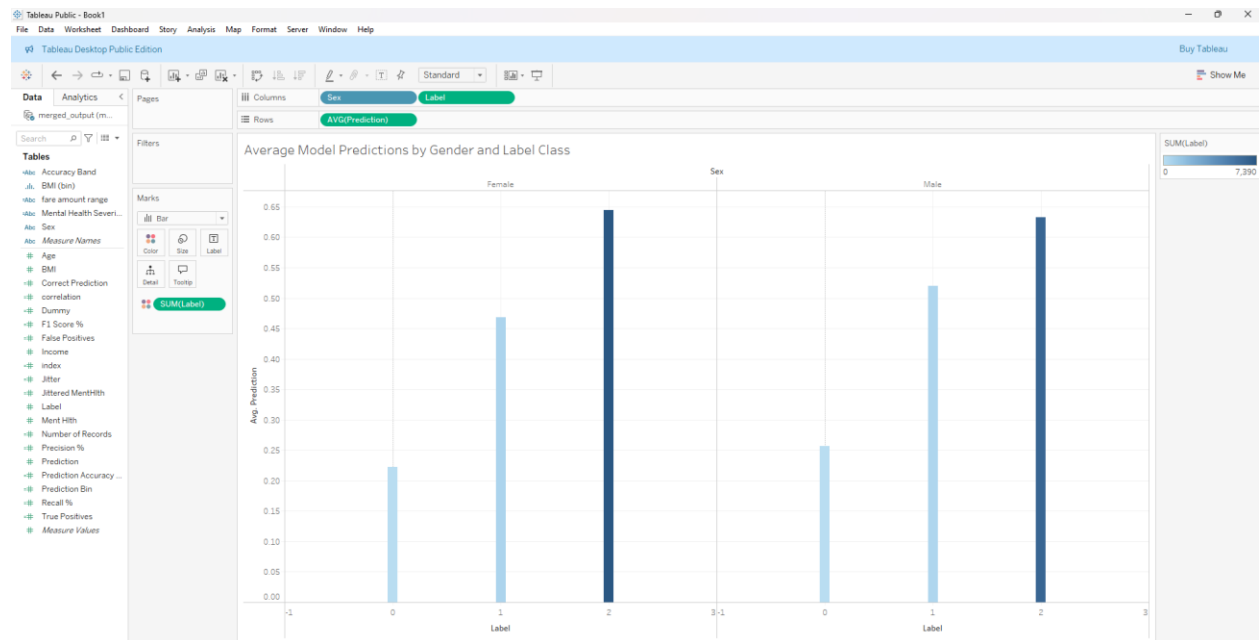 Tableau Public - Book1
File Data Worksheet Dashboard Story Analysis Map Format Server Window Help
Tableau Desktop Public Edition
Buy Tableau
Standard
Show Me
Data
Analytics
merged_output (m...
Search
Tables
Abc Accuracy Band
BMI (bin)
Abc fare amount range
Abc Mental Health Severi...
Abc Sex
Abc Measure Names
# Age
# BMI
=# Correct Prediction
=# correlation
=# Dummy
=# F1 Score %
=# False Positives
# Income
=# index
=# Jitter
=# Jittered MentHlth
# Label
# Ment Hlth
=# Number of Records
=# Precision %
# Prediction
=# Prediction Accuracy ...
=# Prediction Bin
=# Recall %
=# True Positives
# Measure Values
Pages
Filters
Marks
Bar
Color
Size
Label
Detail
Tooltip
SUM(Label)
Columns
Sex
Label
Rows
AVG(Prediction)
Average Model Predictions by Gender and Label Class
Sex
Female
Male
Avg. Prediction
0.65
0.60
0.55
0.50
0.45
0.40
0.35
0.30
0.25
0.20
0.15
0.10
0.05
0.00
-1 0 1 2 3 -1 0 1 2 3
Label
Label
SUM(Label)
0 7,390